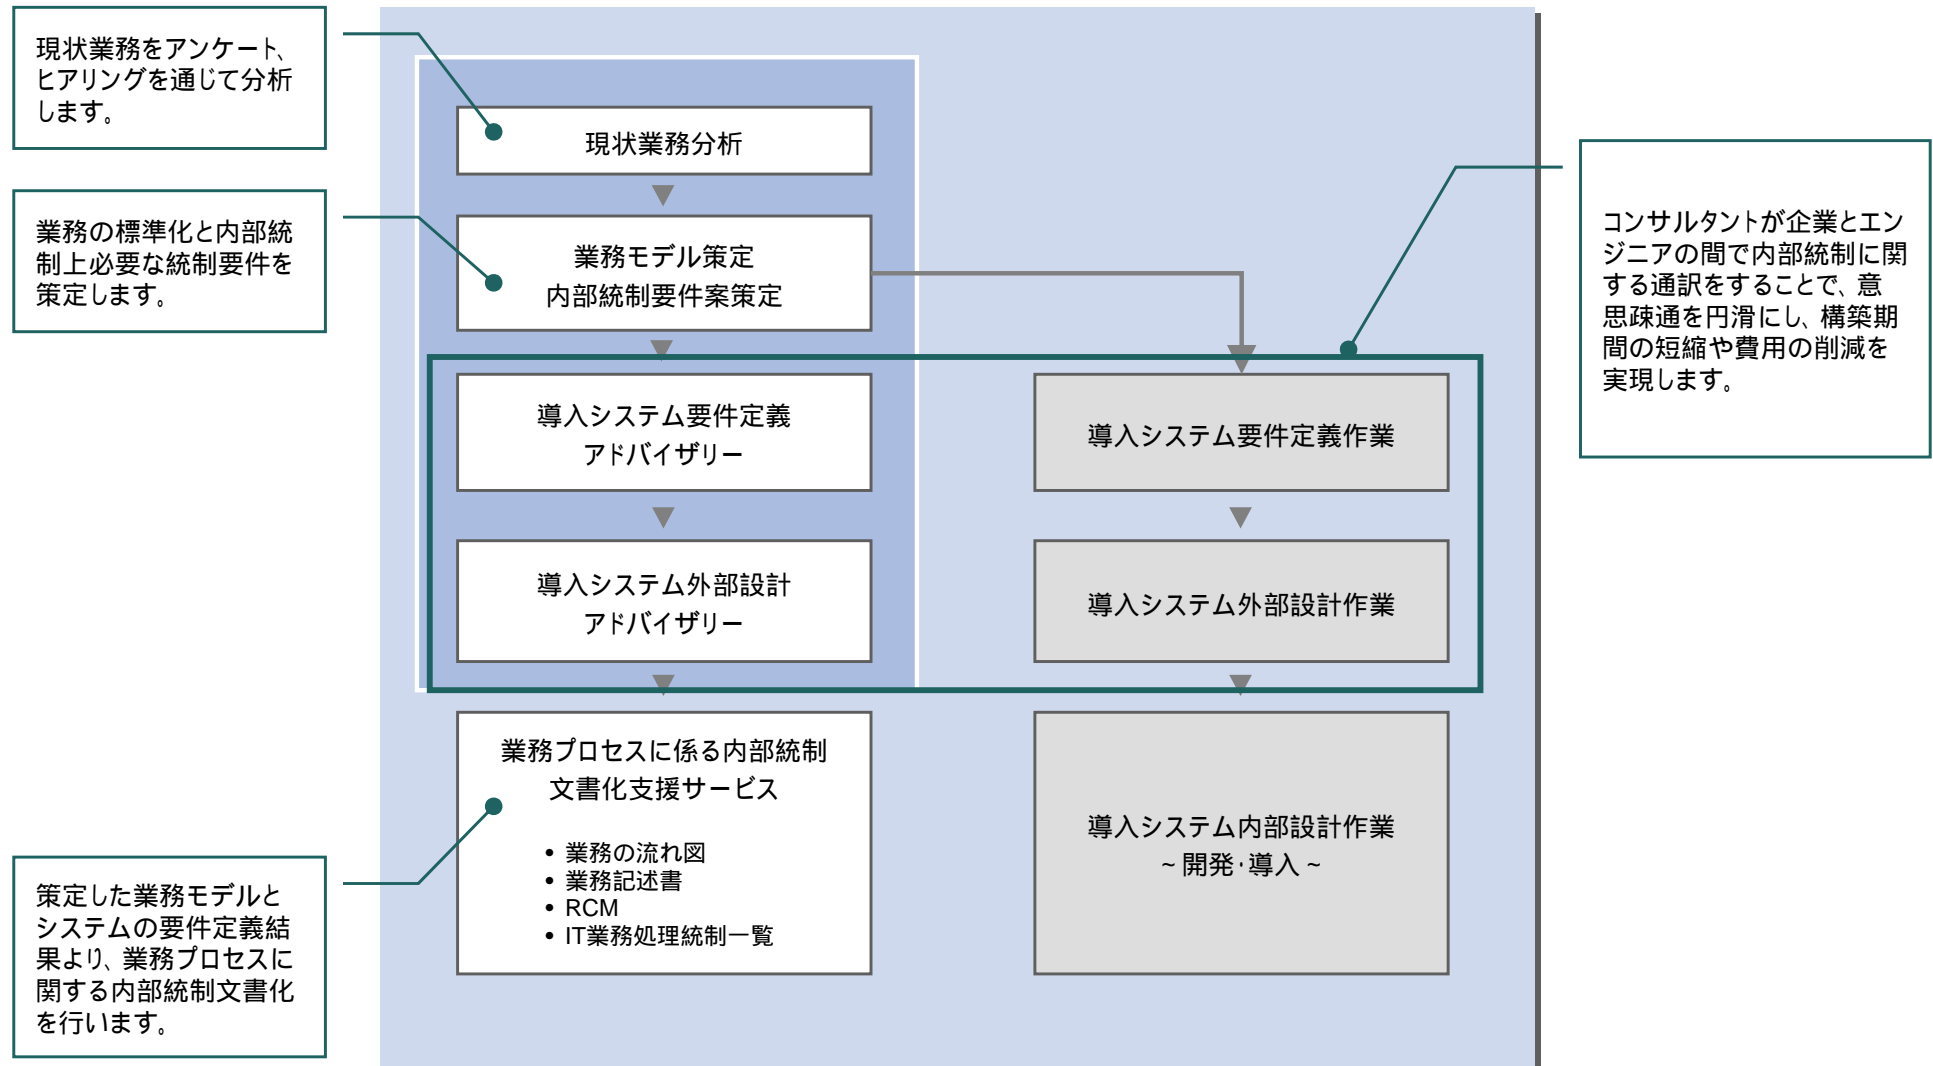 現状業務をアンケート、
ヒアリングを通じて分析
します。
現状業務分析
業務の標準化と内部統
制上必要な統制要件を
策定します。
業務モデル策定
内部統制要件案策定
コンサルタントが企業とエン
ジニアの間で内部統制に関
する通訳をすることで、意
思疎通を円滑にし、構築期
間の短縮や費用の削減を
実現します。
導入システム要件定義
アドバイザリー
導入システム要件定義作業
導入システム外部設計
アドバイザリー
導入システム外部設計作業
業務プロセスに係る内部統制
文書化支援サービス
• 業務の流れ図
• 業務記述書
• RCM
• IT業務処理統制一覧
導入システム内部設計作業
~ 開発・導入 ~
策定した業務モデルと
システムの要件定義結
果より、業務プロセスに
関する内部統制文書化
を行います。